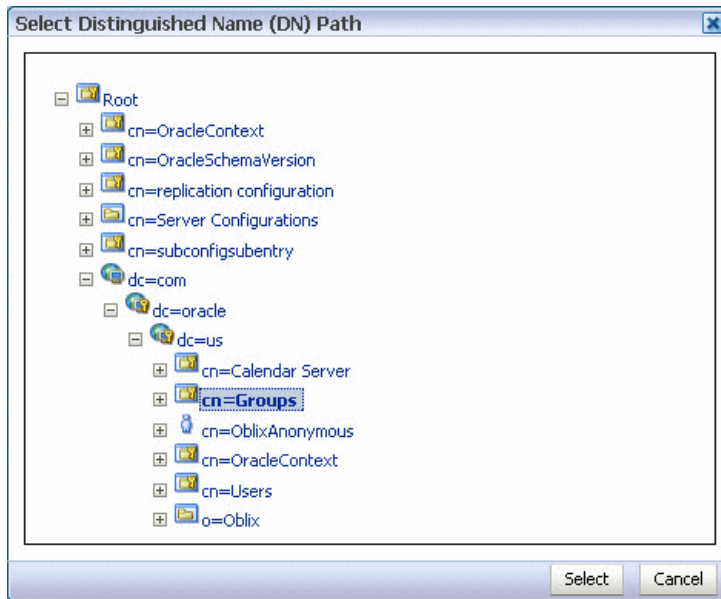 Select Distinguished Name (DN) Path
Root
cn=OracleContext
cn=OracleSchemaVersion
cn=replication configuration
cn=Server Configurations
cn=subconfigsubentry
dc=com
dc=oracle
dc=us
cn=Calendar Server
cn=Groups
cn=OblixAnonymous
cn=OracleContext
cn=Users
o=Oblix
Select Cancel